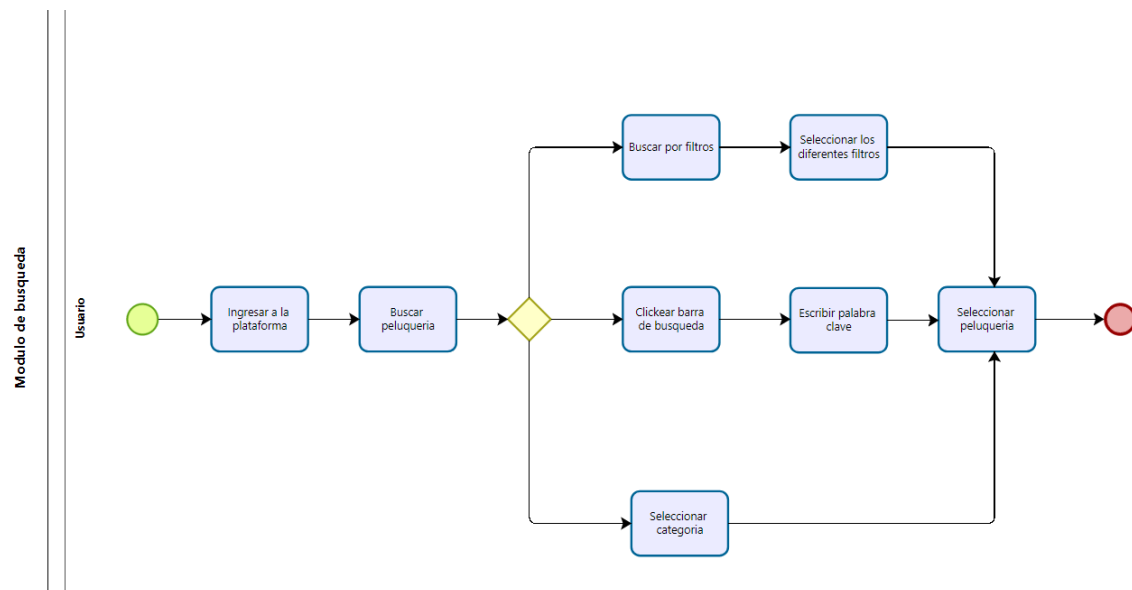 Modulo de busqueda
Usuario
Ingresar a la
plataforma
Buscar
peluqueria
Buscar por filtros
Seleccionar los
diferentes filtros
Clickear barra
de busqueda
Escribir palabra
clave
Seleccionar
peluqueria
Seleccionar
categoria